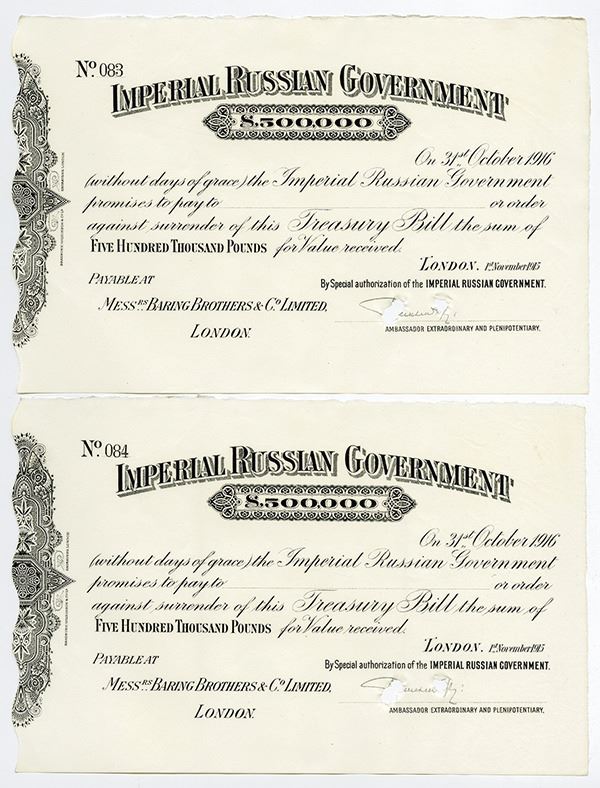 No. 083
IMPERIAL RUSSIAN GOVERNMENT
£500,000
On 31st October 1916
(without days of grace) the Imperial Russian Government
promises to pay to or order
against surrender of this Treasury Bill the sum of
FIVE HUNDRED THOUSAND POUNDS for Value received.
LONDON. 1st November 1915
PAYABLE AT
By Special authorization of the IMPERIAL RUSSIAN GOVERNMENT.
MESSRS BARING BROTHERS & Co LIMITED,
LONDON.
AMBASSADOR EXTRAORDINARY AND PLENIPOTENTIARY.
No. 084
IMPERIAL RUSSIAN GOVERNMENT
£500,000
On 31st October 1916
(without days of grace) the Imperial Russian Government
promises to pay to or order
against surrender of this Treasury Bill the sum of
FIVE HUNDRED THOUSAND POUNDS for Value received.
LONDON. 1st November 1915
PAYABLE AT
By Special authorization of the IMPERIAL RUSSIAN GOVERNMENT.
MESSRS BARING BROTHERS & Co LIMITED,
LONDON.
AMBASSADOR EXTRAORDINARY AND PLENIPOTENTIARY.